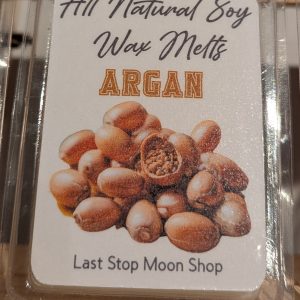 All Natural Soy
Wax Melts
ARGAN
Last Stop Moon Shop